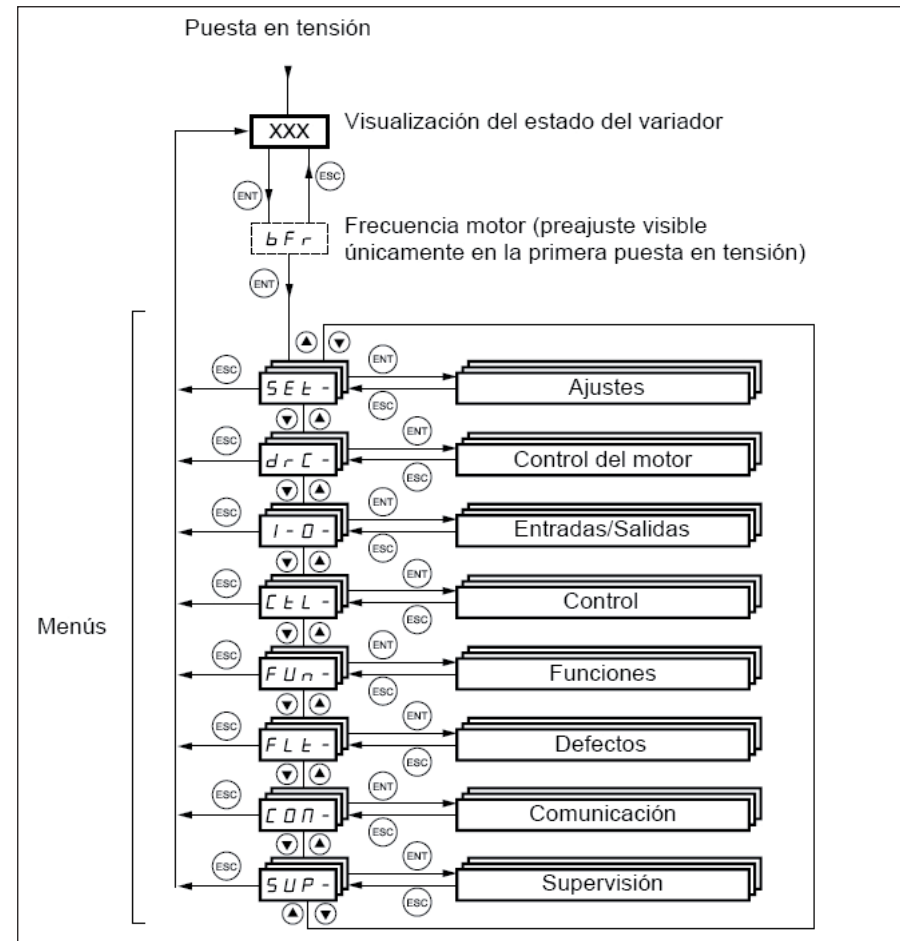 Puesta en tensión
XXX
Visualización del estado del variador
ENT
ESC
bFr
Frecuencia motor (preajuste visible
únicamente en la primera puesta en tensión)
ENT
Menús
ESC
SEt-
ENT
ESC
Ajustes
ESC
drC-
ENT
ESC
Control del motor
ESC
I-O-
ENT
ESC
Entradas/Salidas
ESC
CtL-
ENT
ESC
Control
ESC
FUn-
ENT
ESC
Funciones
ESC
FLt-
ENT
ESC
Defectos
ESC
COM-
ENT
ESC
Comunicación
ESC
SUP-
ENT
ESC
Supervisión